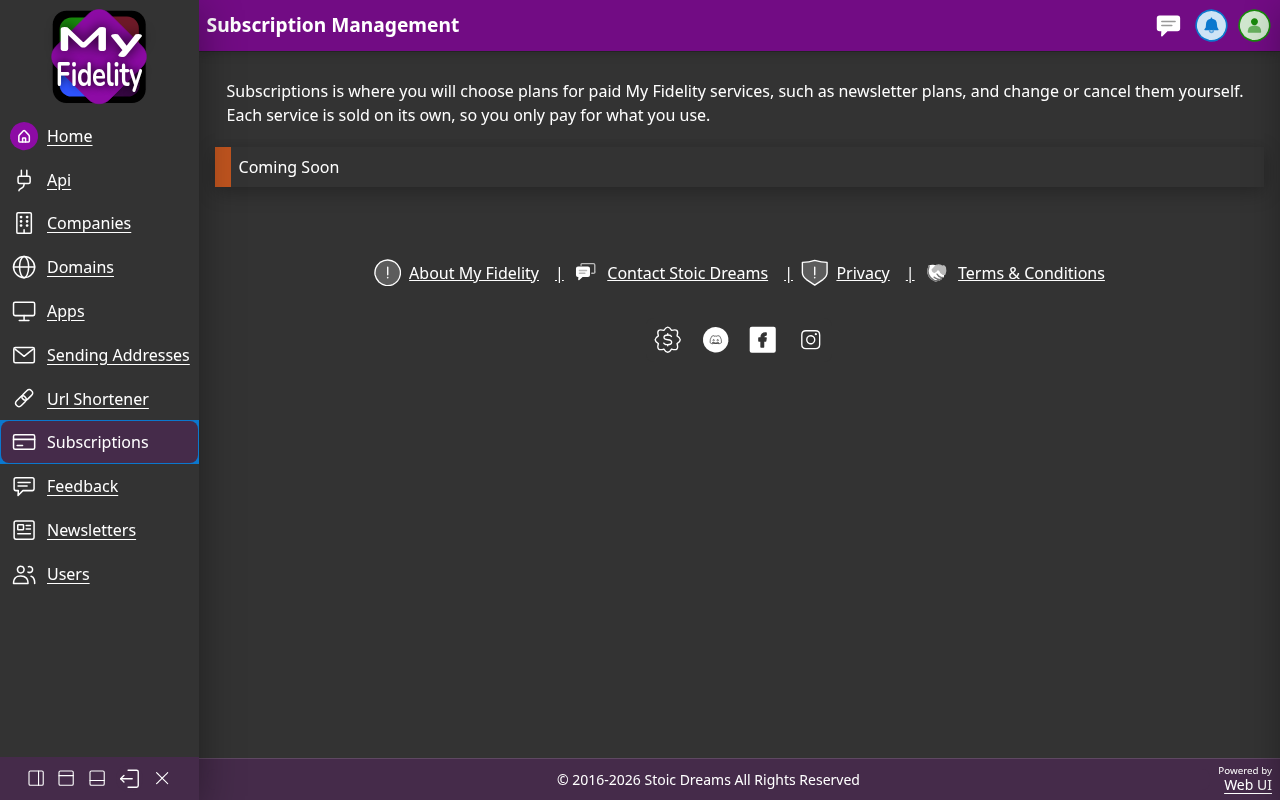 My
Fidelity
Subscription Management
Home
Api
Companies
Domains
Apps
Sending Addresses
Url Shortener
Subscriptions
Feedback
Newsletters
Users
Subscriptions is where you will choose plans for paid My Fidelity services, such as newsletter plans, and change or cancel them yourself.
Each service is sold on its own, so you only pay for what you use.
Coming Soon
About My Fidelity | Contact Stoic Dreams | Privacy | Terms & Conditions
© 2016-2026 Stoic Dreams All Rights Reserved
Powered by
Web UI